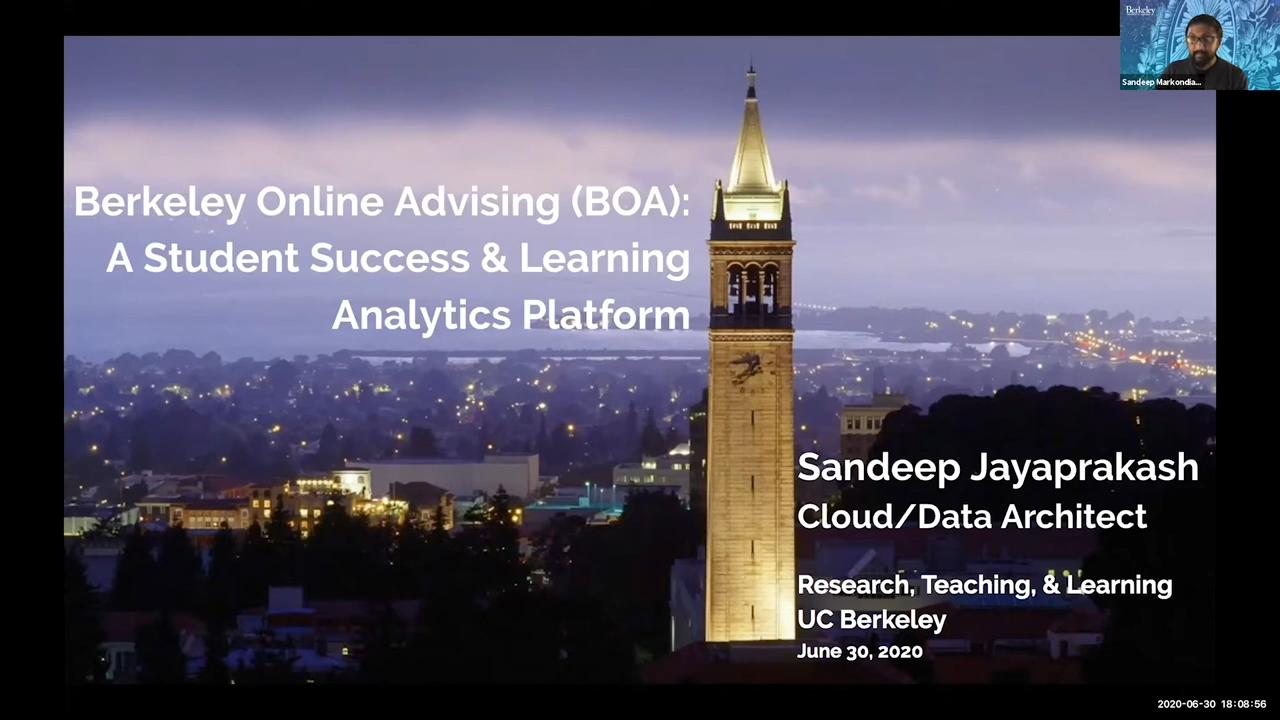 Berkeley
Sandeep Markondia...
Berkeley Online Advising (BOA):
A Student Success & Learning
Analytics Platform
Sandeep Jayaprakash
Cloud/Data Architect
Research, Teaching, & Learning
UC Berkeley
June 30, 2020
2020-06-30 18:08:56